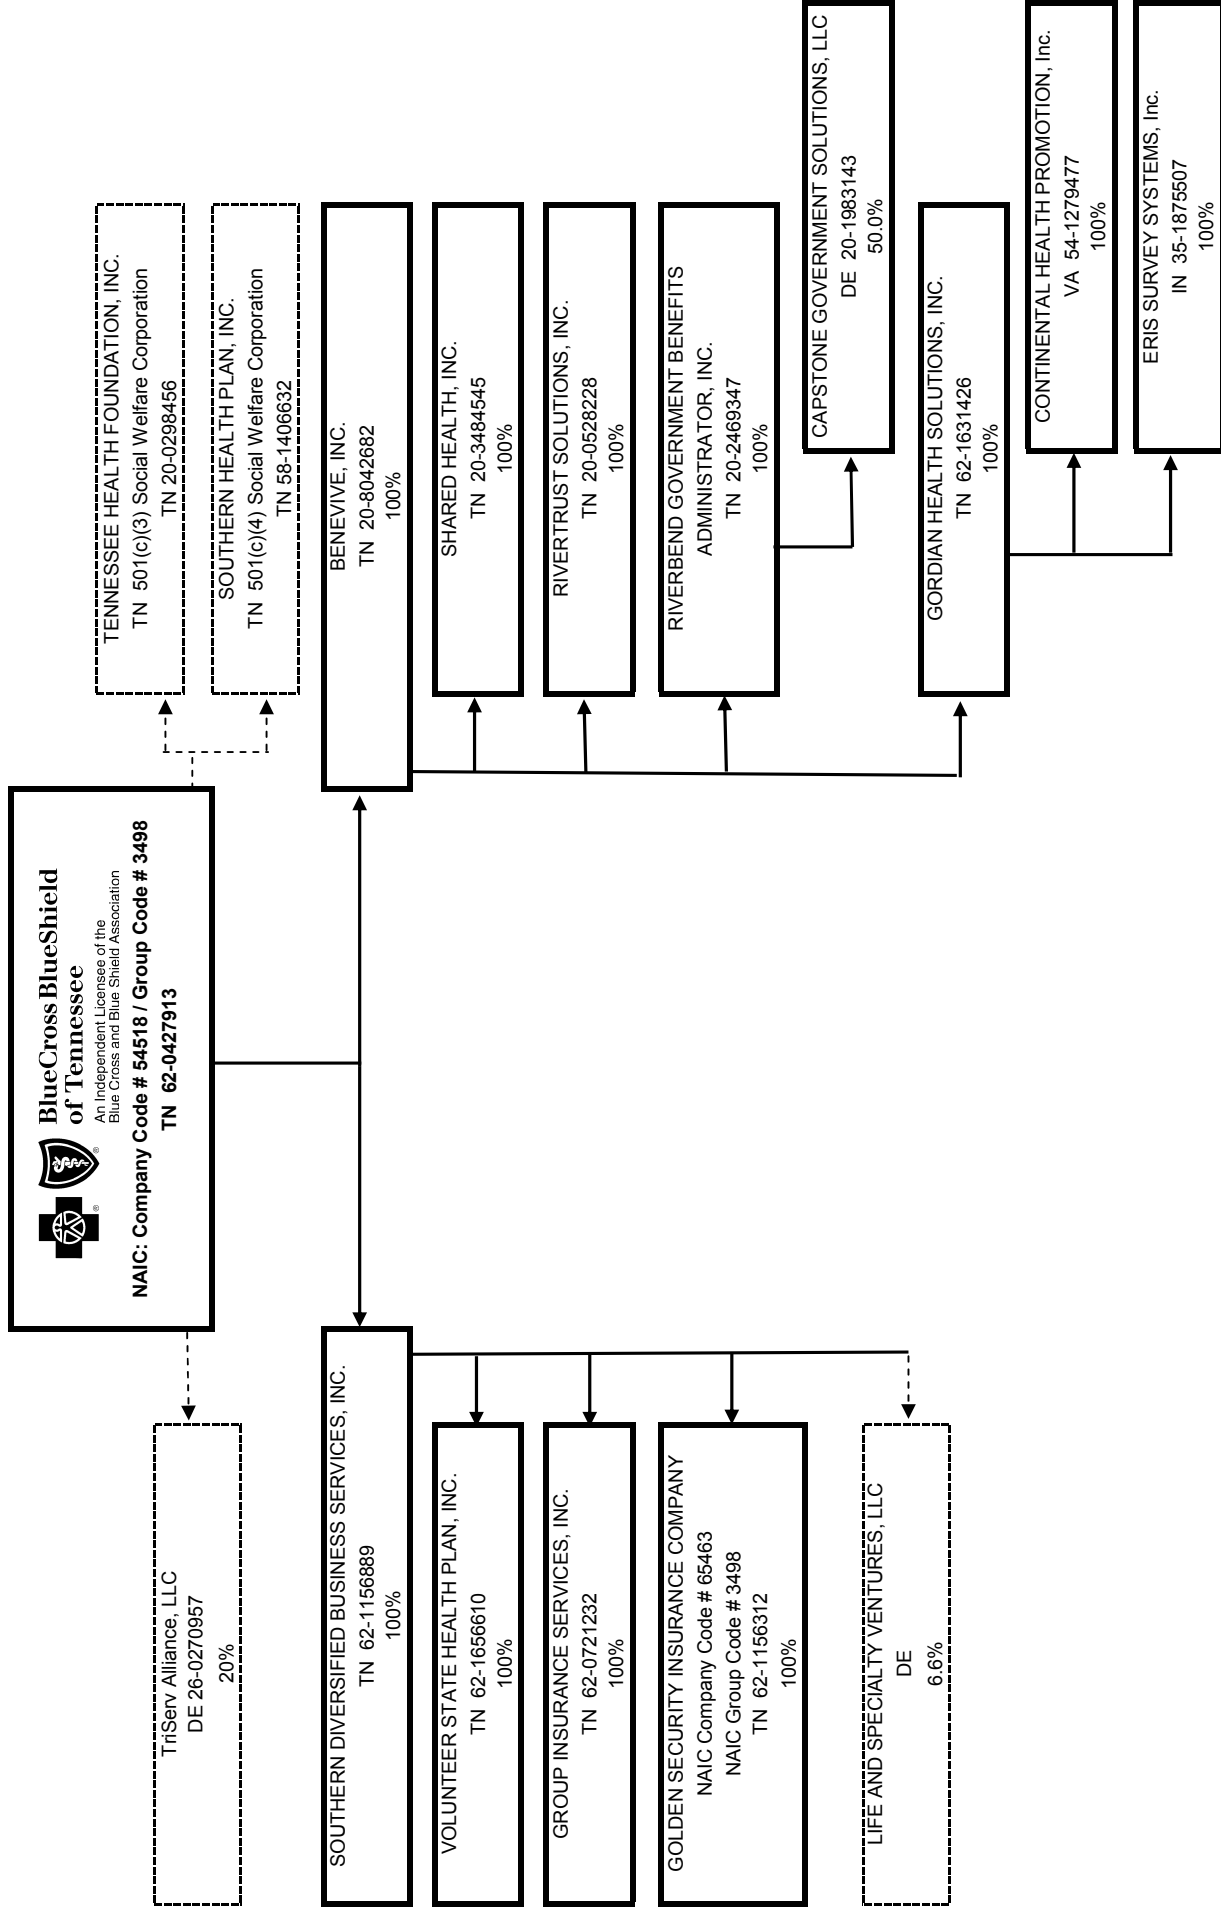 BlueCross BlueShield
of Tennessee
An Independent Licensee of the
Blue Cross and Blue Shield Association
® ®
NAIC: Company Code # 54518 / Group Code # 3498
TN 62-0427913
TriServ Alliance, LLC
DE 26-0270957
20%
TENNESSEE HEALTH FOUNDATION, INC.
TN 501(c)(3) Social Welfare Corporation
TN 20-0298456
SOUTHERN HEALTH PLAN, INC.
TN 501(c)(4) Social Welfare Corporation
TN 58-1406632
SOUTHERN DIVERSIFIED BUSINESS SERVICES, INC.
TN 62-1156889
100%
VOLUNTEER STATE HEALTH PLAN, INC.
TN 62-1656610
100%
GROUP INSURANCE SERVICES, INC.
TN 62-0721232
100%
GOLDEN SECURITY INSURANCE COMPANY
NAIC Company Code # 65463
NAIC Group Code # 3498
TN 62-1156312
100%
LIFE AND SPECIALTY VENTURES, LLC
DE
6.6%
BENEVIVE, INC.
TN 20-8042682
100%
SHARED HEALTH, INC.
TN 20-3484545
100%
RIVERTRUST SOLUTIONS, INC.
TN 20-0528228
100%
RIVERBEND GOVERNMENT BENEFITS
ADMINISTRATOR, INC.
TN 20-2469347
100%
CAPSTONE GOVERNMENT SOLUTIONS, LLC
DE 20-1983143
50.0%
GORDIAN HEALTH SOLUTIONS, INC.
TN 62-1631426
100%
CONTINENTAL HEALTH PROMOTION, Inc.
VA 54-1279477
100%
ERIS SURVEY SYSTEMS, Inc.
IN 35-1875507
100%